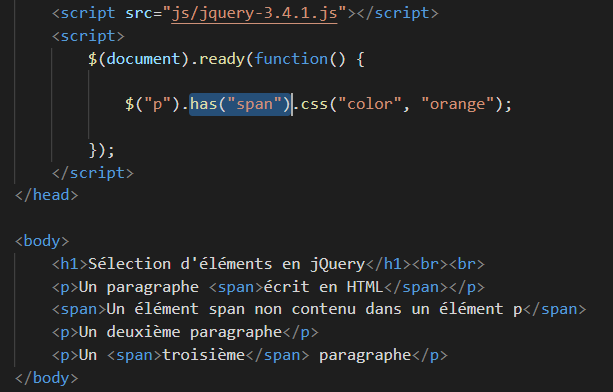 <script src="js/jquery-3.4.1.js"></script>
<script>
$(document).ready(function() {
$("p").has("span").css("color", "orange");
});
</script>
</head>
<body>
<h1>Sélection d'éléments en jQuery</h1><br><br>
<p>Un paragraphe <span>écrit en HTML</span></p>
<span>Un élément span non contenu dans un élément p</span>
<p>Un deuxième paragraphe</p>
<p>Un <span>troisième</span> paragraphe</p>
</body>